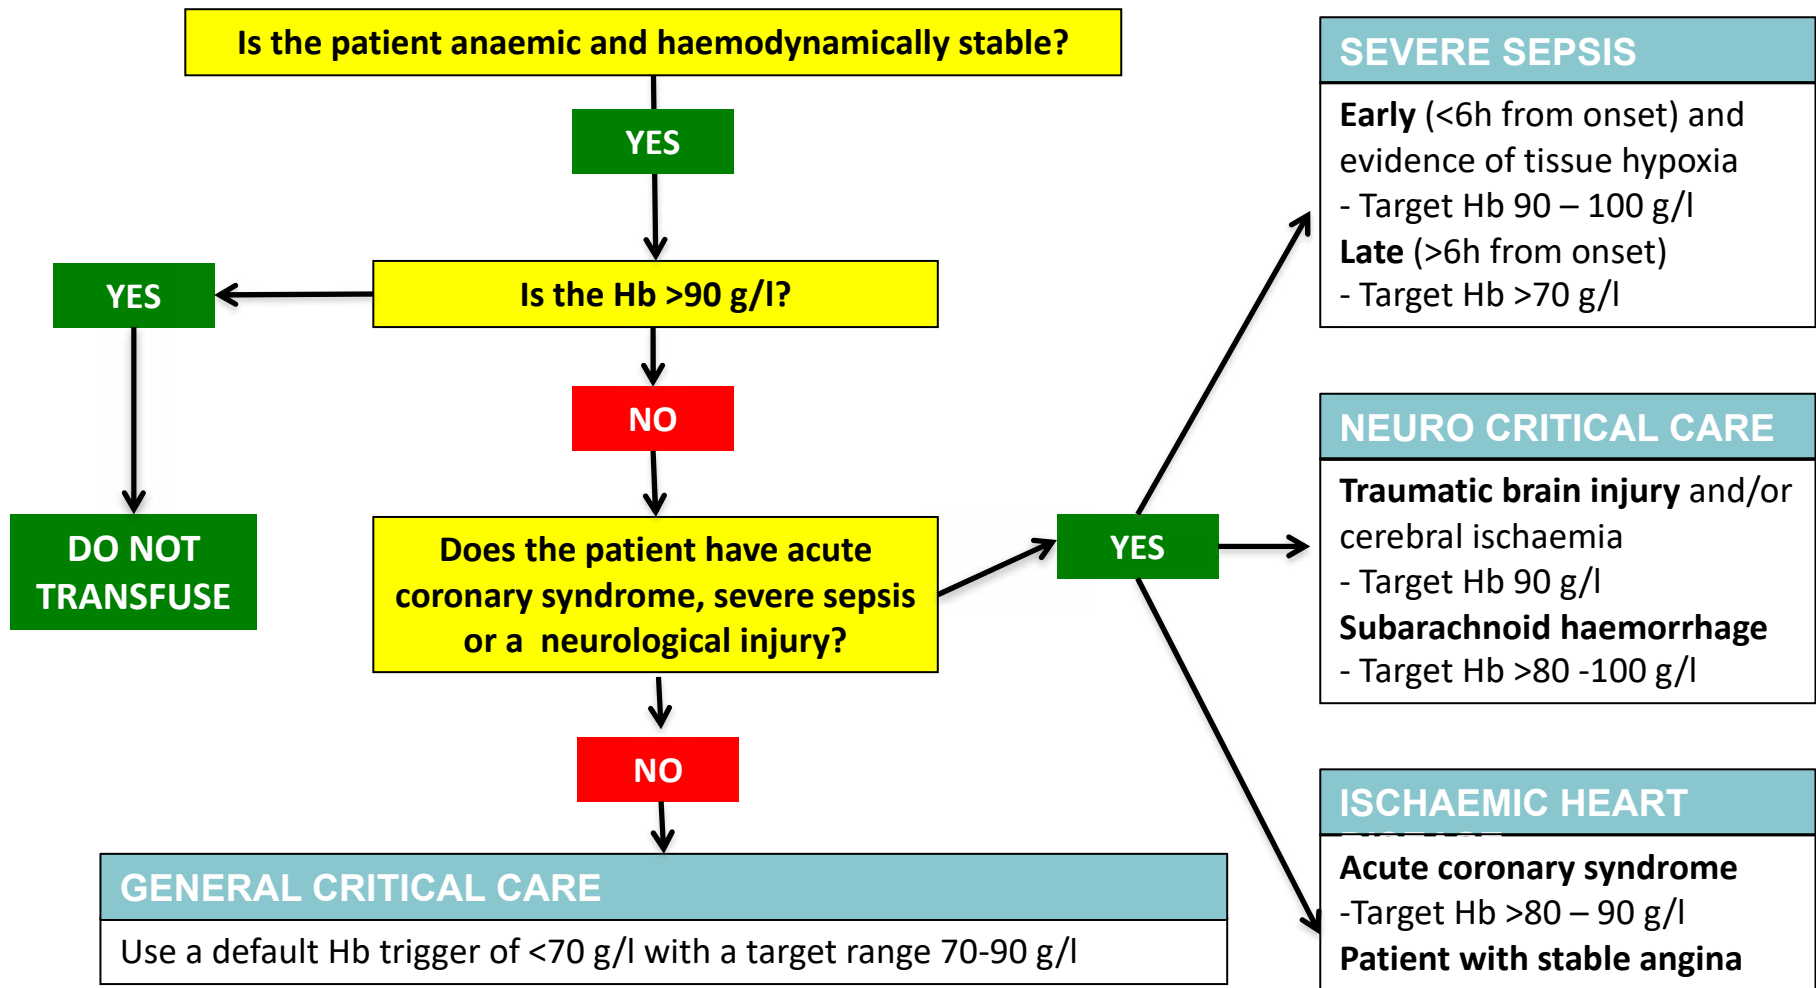 Is the patient anaemic and haemodynamically stable?
YES
Is the Hb >90 g/l?
YES
DO NOT
TRANSFUSE
NO
Does the patient have acute
coronary syndrome, severe sepsis
or a neurological injury?
YES
NO
GENERAL CRITICAL CARE
Use a default Hb trigger of <70 g/l with a target range 70-90 g/l
SEVERE SEPSIS
Early (<6h from onset) and
evidence of tissue hypoxia
- Target Hb 90 – 100 g/l
Late (>6h from onset)
- Target Hb >70 g/l
NEURO CRITICAL CARE
Traumatic brain injury and/or
cerebral ischaemia
- Target Hb 90 g/l
Subarachnoid haemorrhage
- Target Hb >80 -100 g/l
ISCHAEMIC HEART
Acute coronary syndrome
-Target Hb >80 – 90 g/l
Patient with stable angina